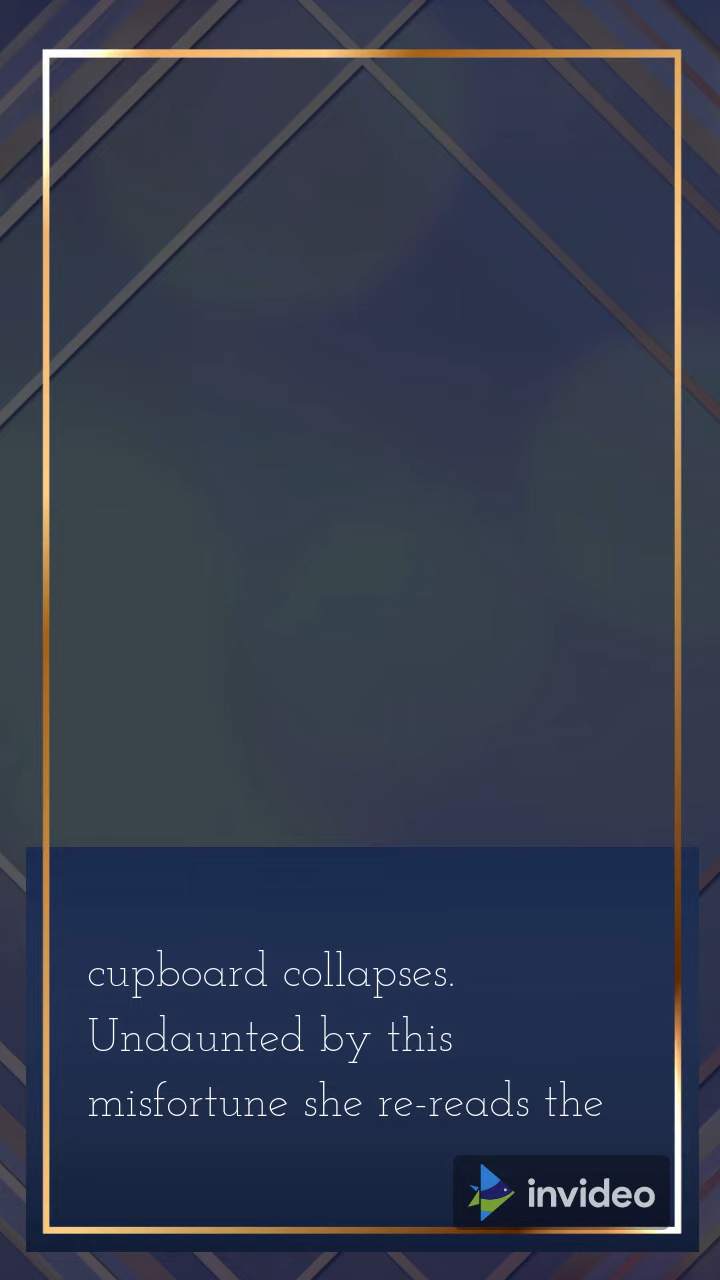 cupboard collapses.
Undaunted by this
misfortune she re-reads the
invideo